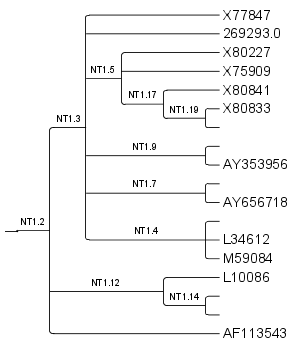 X77847
269293.0
X80227
NT1.5
X75909
X80841
NT1.17
X80833
NT1.19
NT1.3
NT1.9
AY353956
NT1.7
AY656718
NT1.2
NT1.4
L34612
M59084
L10086
NT1.12
NT1.14
AF113543